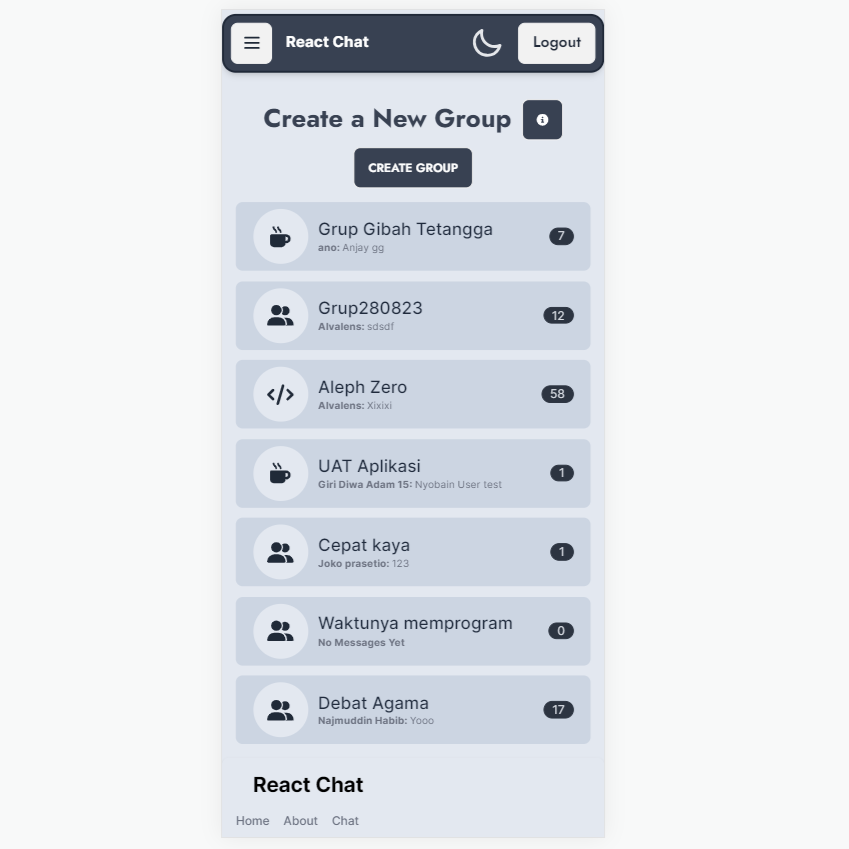 React Chat
Logout
Create a New Group
CREATE GROUP
Grup Gibah Tetangga
ano: Anjay gg
7
Grup280823
Alvalens: sdsdf
12
Aleph Zero
Alvalens: Xixixi
58
UAT Aplikasi
Giri Diwa Adam 15: Nyobain User test
1
Cepat kaya
Joko prasetio: 123
1
Waktunya memprogram
No Messages Yet
0
Debat Agama
Najmuddin Habib: Yooo
17
React Chat
Home About Chat